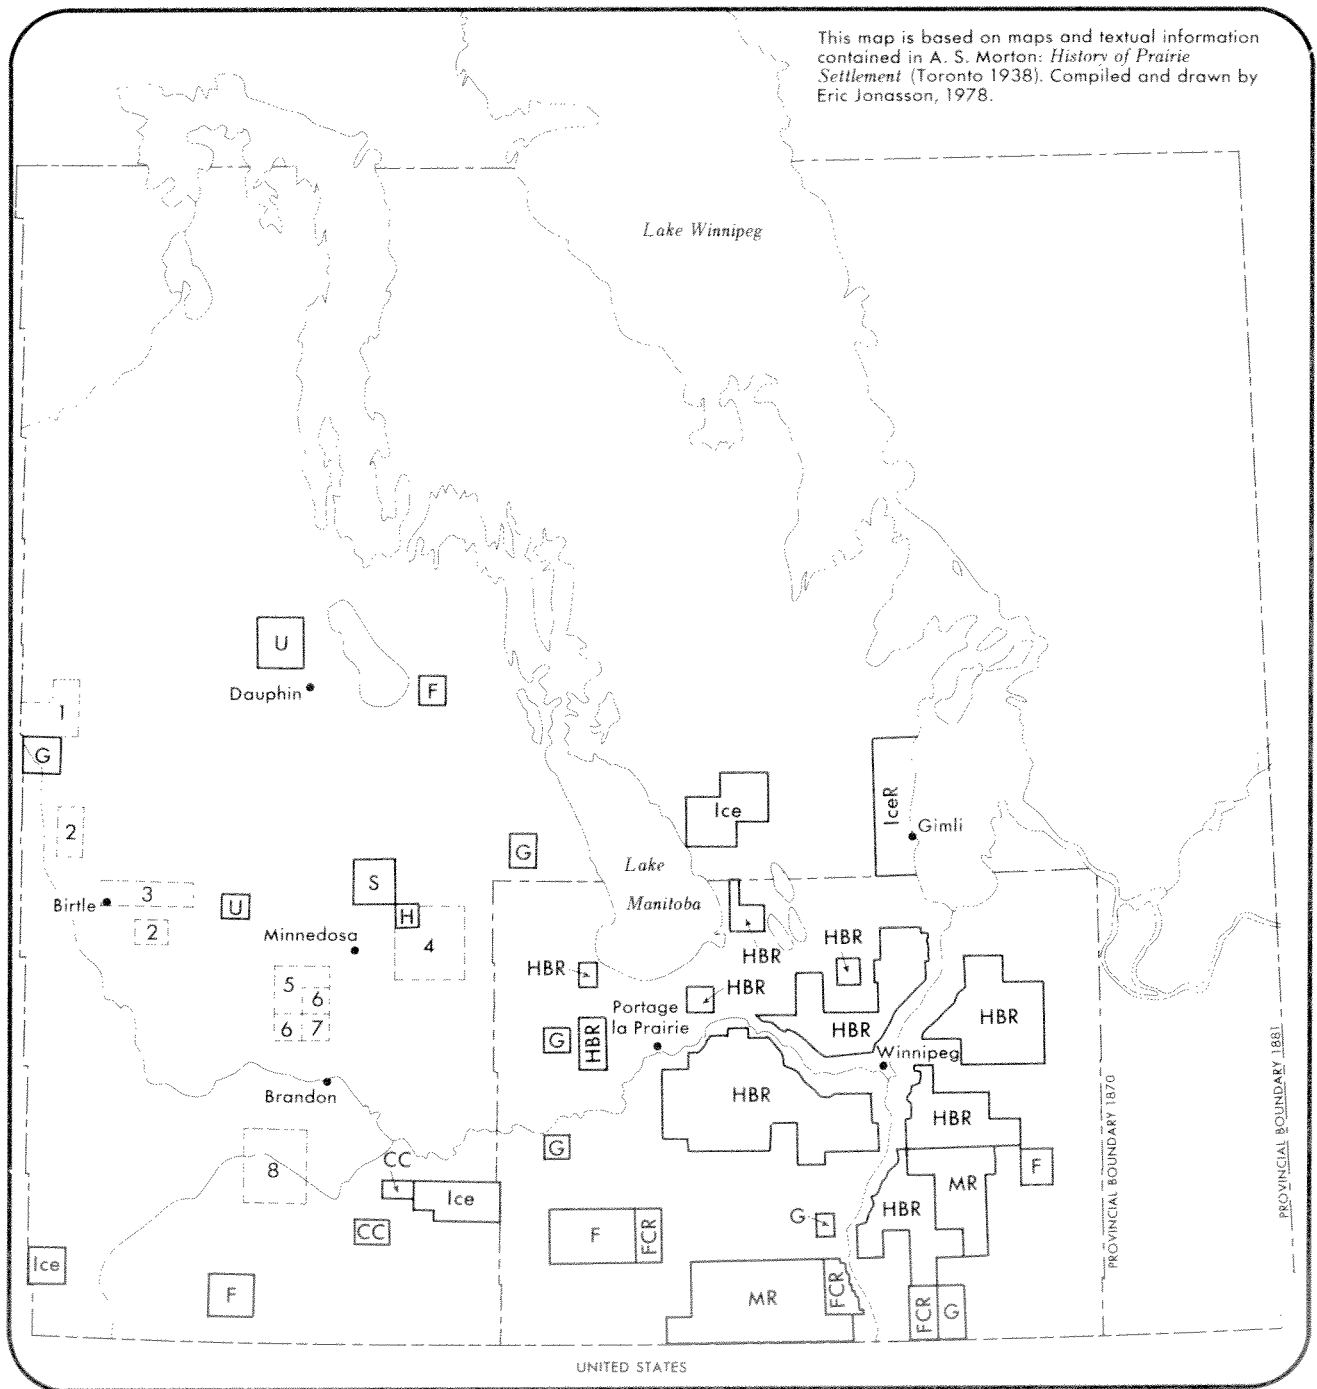 This map is based on maps and textual information
contained in A. S. Morton: History of Prairie
Settlement (Toronto 1938). Compiled and drawn by
Eric Jonasson, 1978.
Lake Winnipeg
U
Dauphin
F
1
G
Ice
IceR
Gimli
2
G
Lake
Manitoba
S
3
Birtle
U
H
2
4
Minnedosa
HBR
HBR
HBR
HBR
5
6
6
7
Portage
la Prairie
G
HBR
HBR
HBR
Winnipeg
Brandon
HBR
HBR
PROVINCIAL BOUNDARY 1870
PROVINCIAL BOUNDARY 1881
G
CC
8
F
MR
Ice
HBR
G
F
FCR
CC
Ice
F
MR
FCR
FCR
G
UNITED STATES